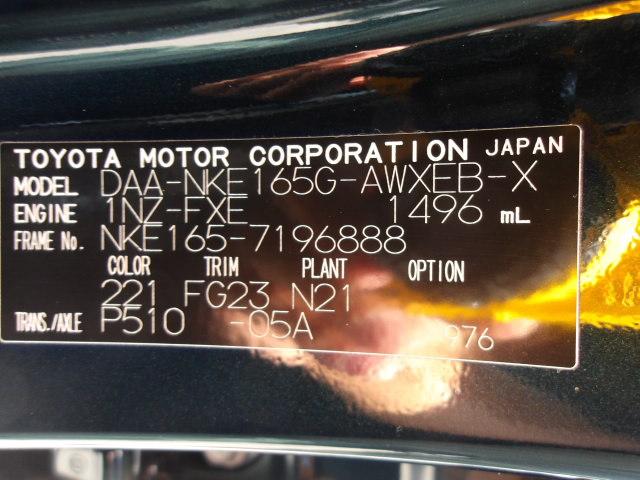 TOYOTA MOTOR CORPORATION JAPAN
MODEL DAA-NKE165G-AWXEB-X
ENGINE 1NZ-FXE 1496 mL
FRAME No. NKE165-7196888
COLOR TRIM PLANT OPTION
221 FG23 N21
TRANS./AXLE P510 -05A 976